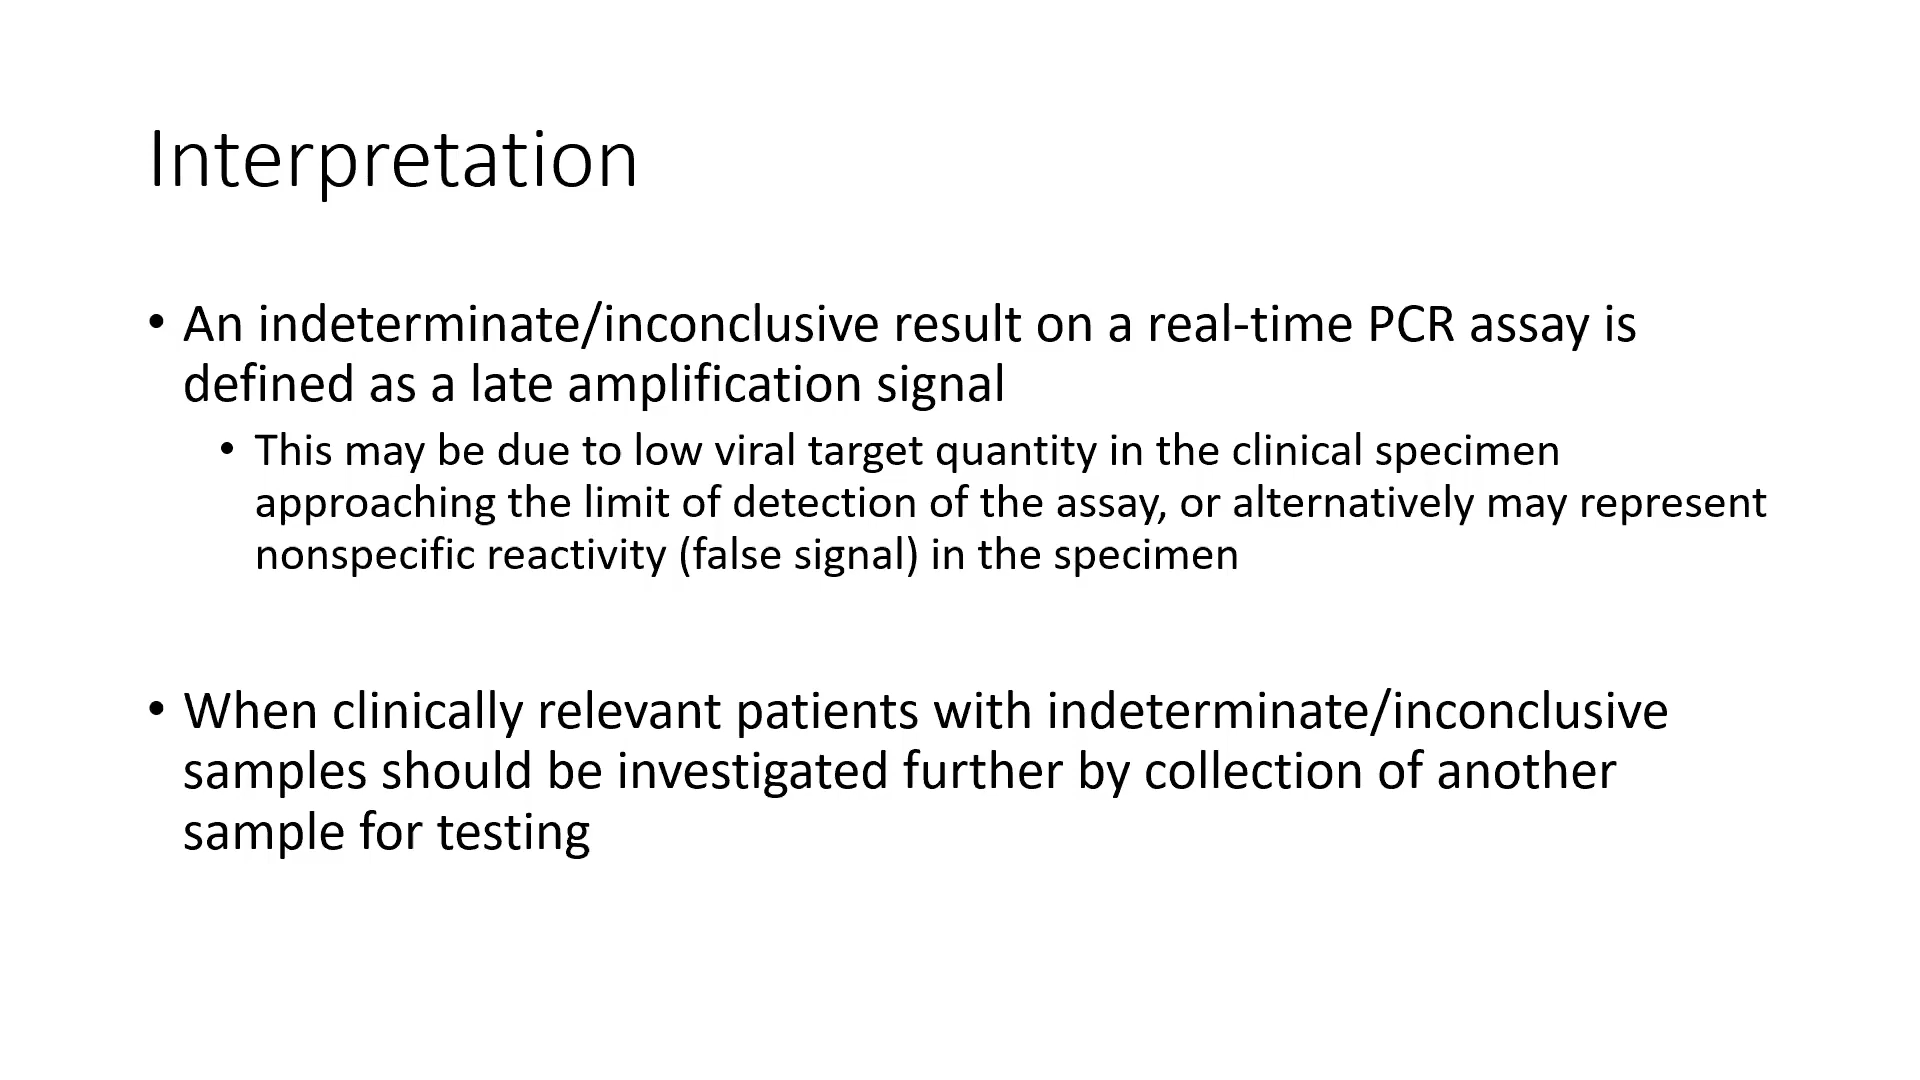 Interpretation
• An indeterminate/inconclusive result on a real-time PCR assay is
defined as a late amplification signal
• This may be due to low viral target quantity in the clinical specimen
approaching the limit of detection of the assay, or alternatively may represent
nonspecific reactivity (false signal) in the specimen
• When clinically relevant patients with indeterminate/inconclusive
samples should be investigated further by collection of another
sample for testing